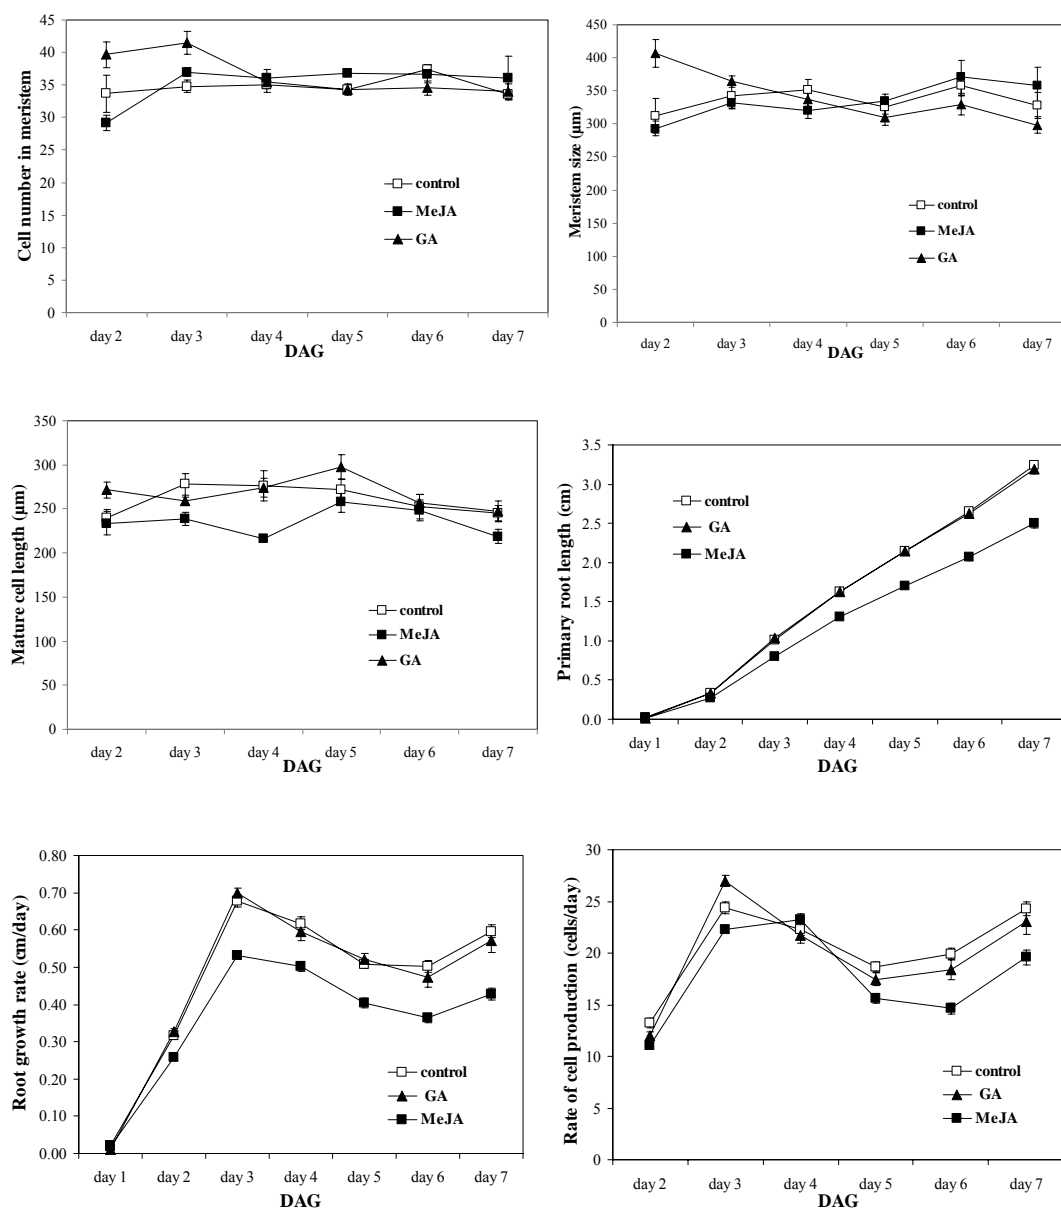 Cell number in meristem
45
40
35
30
25
20
15
10
5
0
control
MeJA
GA
day 2 day 3 day 4 day 5 day 6 day 7
DAG
Meristem size (µm)
450
400
350
300
250
200
150
100
50
0
control
MeJA
GA
day 2 day 3 day 4 day 5 day 6 day 7
DAG
Mature cell length (µm)
350
300
250
200
150
100
50
0
control
MeJA
GA
day 2 day 3 day 4 day 5 day 6 day 7
DAG
Primary root length (cm)
3.5
3.0
2.5
2.0
1.5
1.0
0.5
0.0
control
GA
MeJA
day 1 day 2 day 3 day 4 day 5 day 6 day 7
DAG
Root growth rate (cm/day)
0.80
0.70
0.60
0.50
0.40
0.30
0.20
0.10
0.00
control
GA
MeJA
day 1 day 2 day 3 day 4 day 5 day 6 day 7
DAG
Rate of cell production (cells/day)
30
25
20
15
10
5
0
control
GA
MeJA
day 2 day 3 day 4 day 5 day 6 day 7
DAG